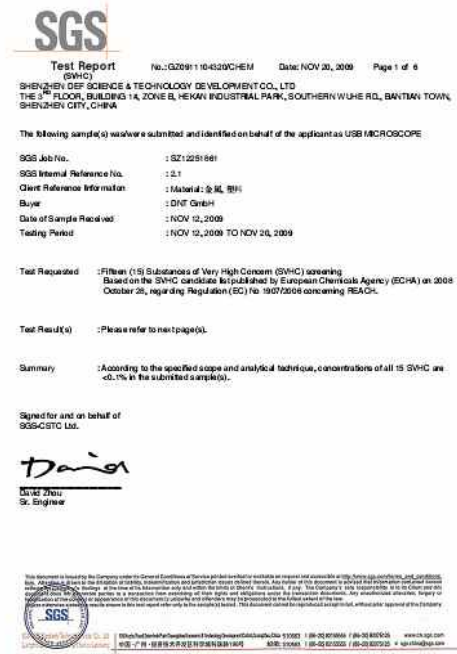 SGS
Test Report No.:GZ0911104320/CHEM Date: NOV 20, 2009 Page 1 of 6
(SVHC)
SHENZHEN DEF SCIENCE & TECHNOLOGY DEVELOPMENT CO., LTD
THE 3RD FLOOR, BUILDING 14, ZONE B, HEKAN INDUSTRIAL PARK, SOUTHERN WUHE RD., BANTIAN TOWN,
SHENZHEN CITY, CHINA
The following sample(s) was/were submitted and identified on behalf of the applicant as USB MICROSCOPE
SGS Job No. : SZ12251861
SGS Internal Reference No. : 2.1
Client Reference Information : Material: 金属, 塑料
Buyer : DNT GmbH
Date of Sample Received : NOV 12, 2009
Testing Period : NOV 12, 2009 TO NOV 20, 2009
Test Requested : Fifteen (15) Substances of Very High Concern (SVHC) screening
Based on the SVHC candidate list published by European Chemicals Agency (ECHA) on 2008
October 28, regarding Regulation (EC) No 1907/2006 concerning REACH.
Test Result(s) : Please refer to next page(s).
Summary : According to the specified scope and analytical technique, concentrations of all 15 SVHC are
<0.1% in the submitted sample(s).
Signed for and on behalf of
SGS-CSTC Ltd.
David
David Zhou
Sr. Engineer
SGS